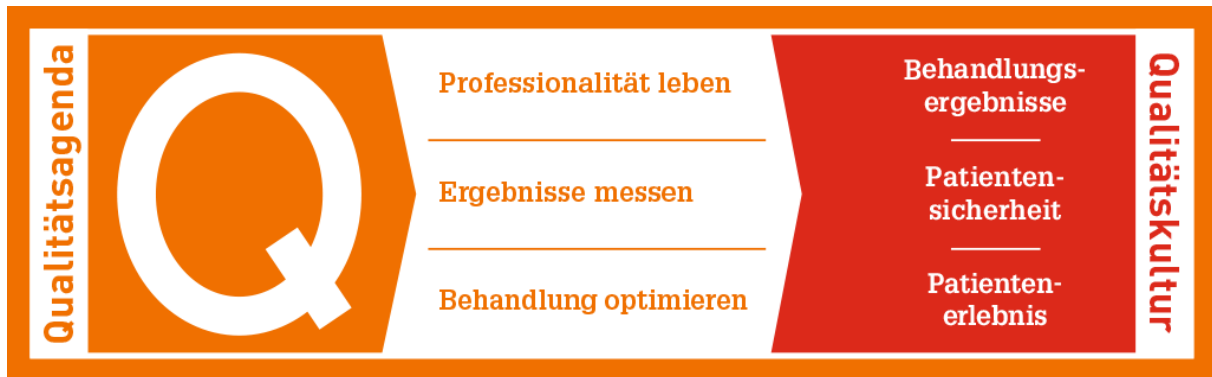 Qualitätsagenda
Q
Professionalität leben
Ergebnisse messen
Behandlung optimieren
Behandlungs-
ergebnisse
Patienten-
sicherheit
Patienten-
erlebnis
Qualitätskultur